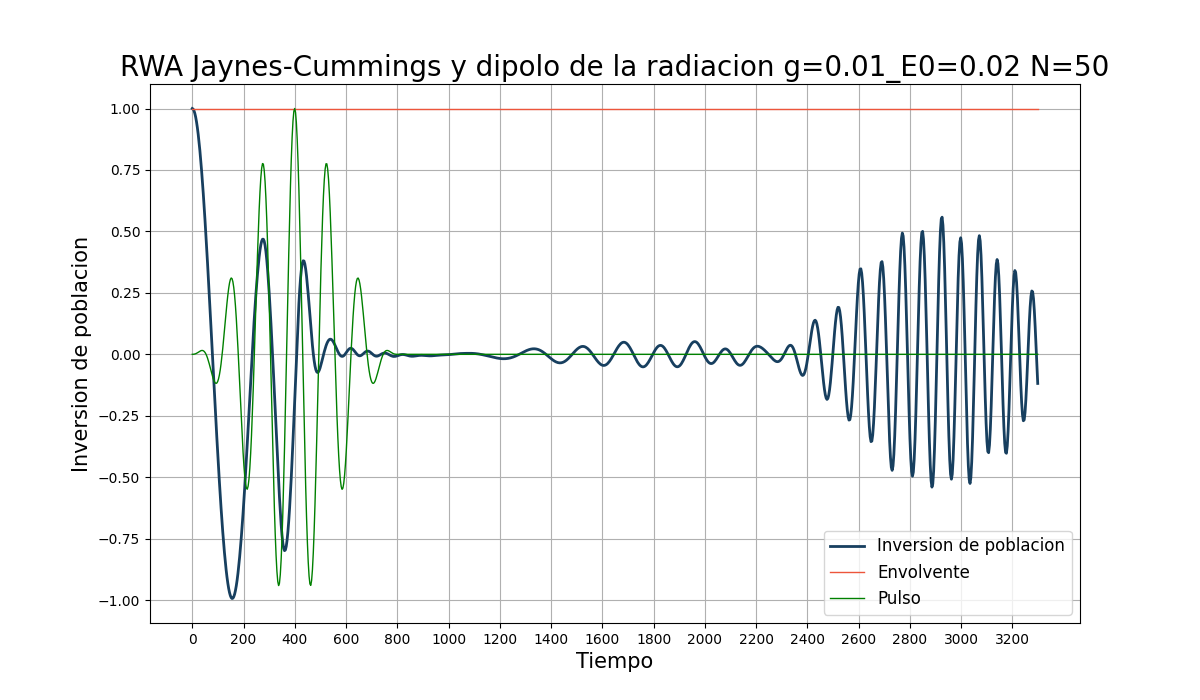 RWA Jaynes-Cummings y dipolo de la radiacion g=0.01_E0=0.02 N=50
Inversion de poblacion
1.00
0.75
0.50
0.25
0.00
−0.25
−0.50
−0.75
−1.00
Inversion de poblacion
Envolvente
Pulso
0 200 400 600 800 1000 1200 1400 1600 1800 2000 2200 2400 2600 2800 3000 3200
Tiempo